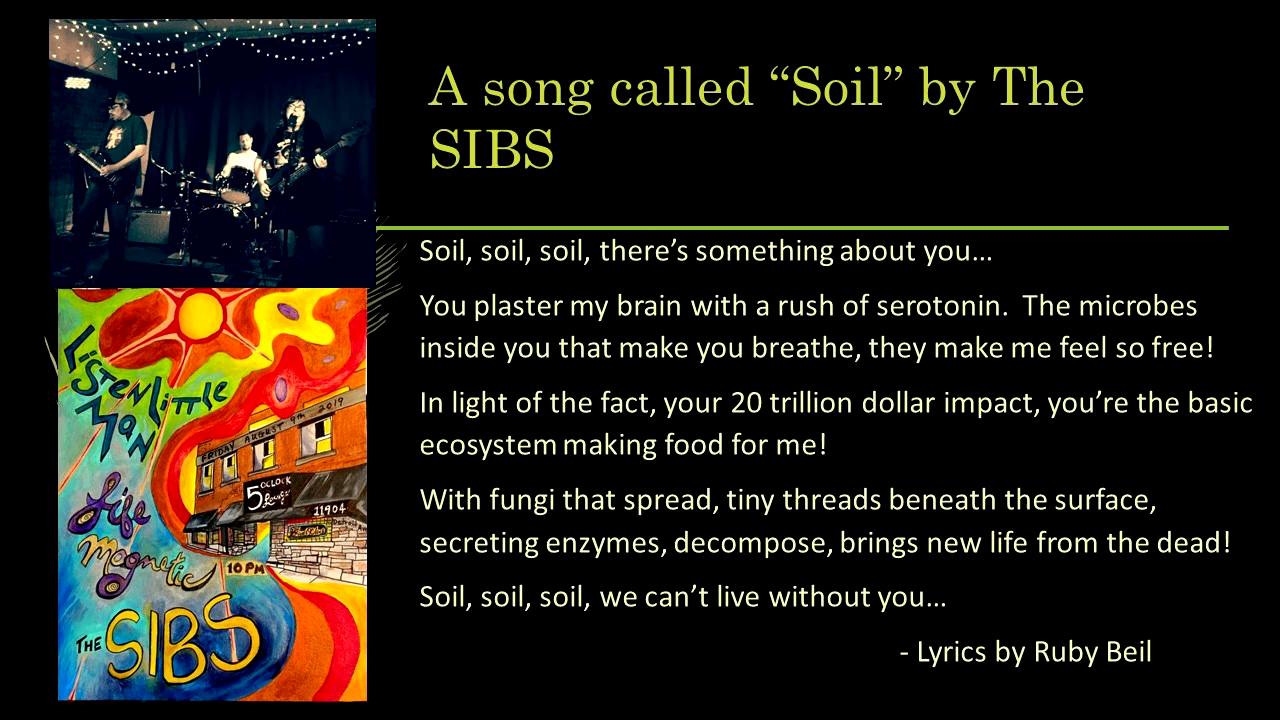 A song called “Soil” by The
SIBS
Soil, soil, soil, there’s something about you…
You plaster my brain with a rush of serotonin.  The microbes
inside you that make you breathe, they make me feel so free!
In light of the fact, your 20 trillion dollar impact, you’re the basic
ecosystem making food for me!
With fungi that spread, tiny threads beneath the surface,
secreting enzymes, decompose, brings new life from the dead!
Soil, soil, soil, we can’t live without you…
- Lyrics by Ruby Beil
Listen Little
Man
FRIDAY AUGUST 9TH 2019
5 OCLOCK
Lounge
11904
Life
Magnetic
10 PM
THE SIBS